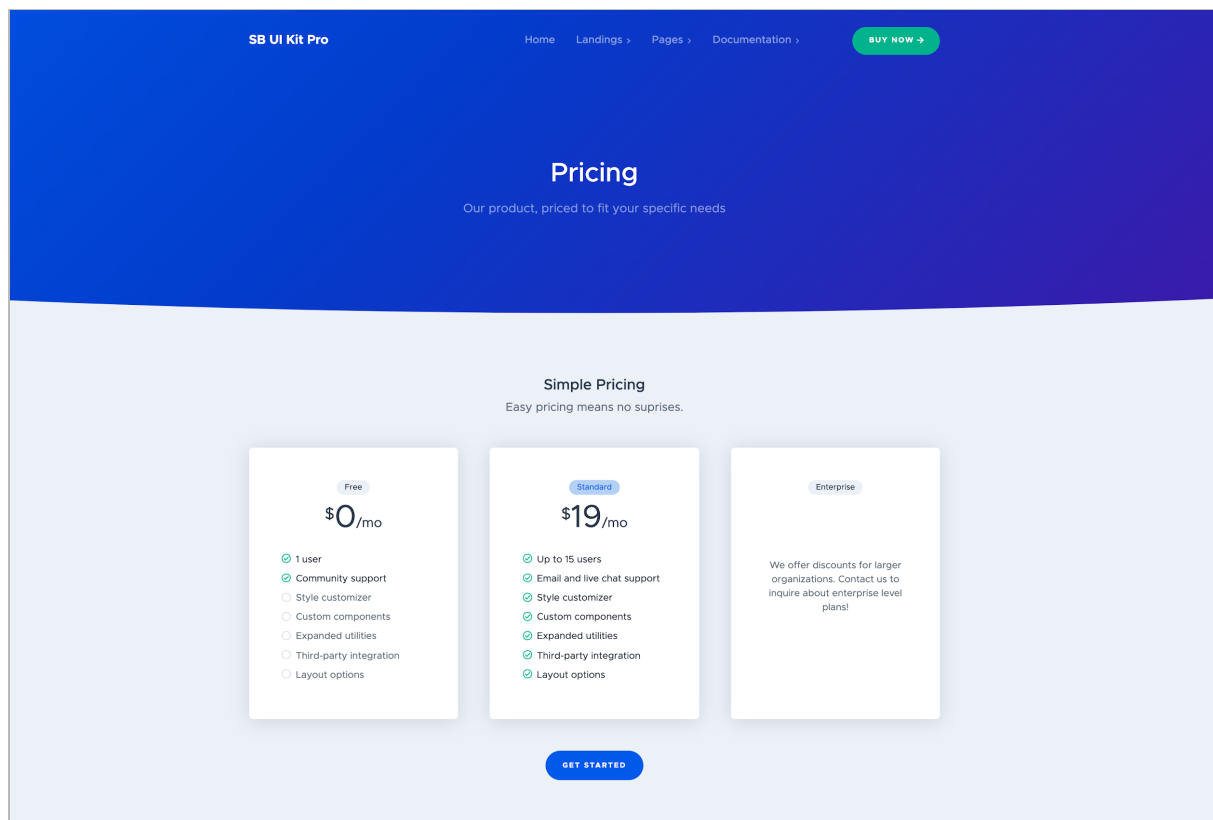 SB UI Kit Pro
Home Landings › Pages › Documentation ›
BUY NOW →
Pricing
Our product, priced to fit your specific needs
Simple Pricing
Easy pricing means no suprises.
Free
$0/mo
1 user
Community support
Style customizer
Custom components
Expanded utilities
Third-party integration
Layout options
Standard
$19/mo
Up to 15 users
Email and live chat support
Style customizer
Custom components
Expanded utilities
Third-party integration
Layout options
Enterprise
We offer discounts for larger
organizations. Contact us to
inquire about enterprise level
plans!
GET STARTED